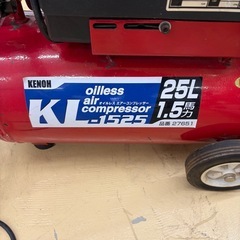 KENOH
oilless
air
オイルレス エアーコンプレッサー
compressor
KL-1525
25L
1.5馬力
品番 27651